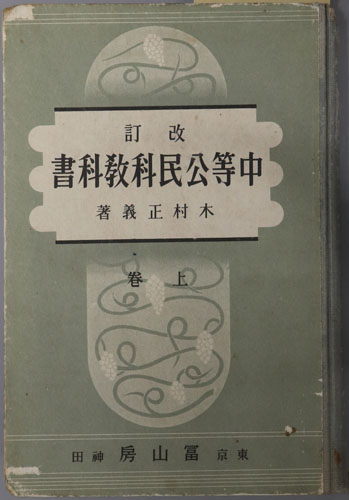 改訂
中等公民科教科書
木村正義著
上巻
東京 冨山房 神田